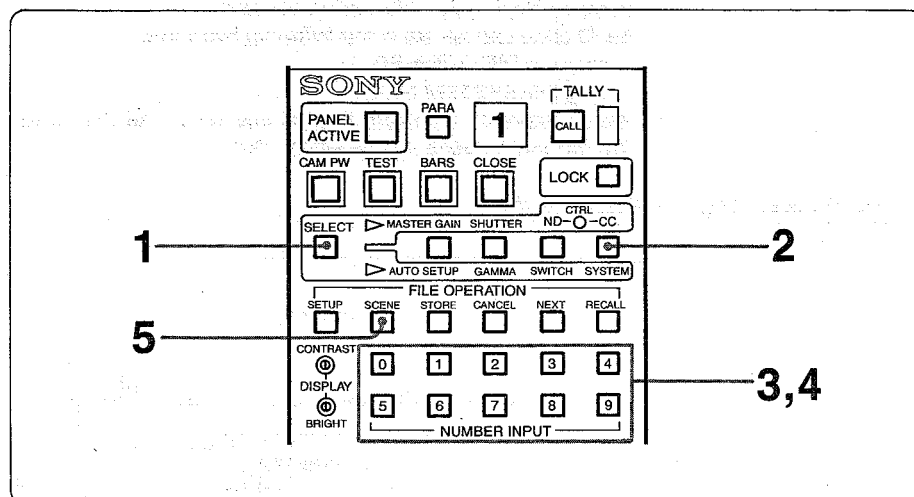 SONY
TALLY
PANEL ACTIVE
PARA
1
CALL
CAM PW TEST BARS CLOSE
LOCK
CTRL
SELECT
MASTER GAIN SHUTTER ND CC
1
2
AUTO SETUP GAMMA SWITCH SYSTEM
FILE OPERATION
SETUP SCENE STORE CANCEL NEXT RECALL
5
CONTRAST
0 1 2 3 4
DISPLAY
3,4
5 6 7 8 9
BRIGHT
NUMBER INPUT